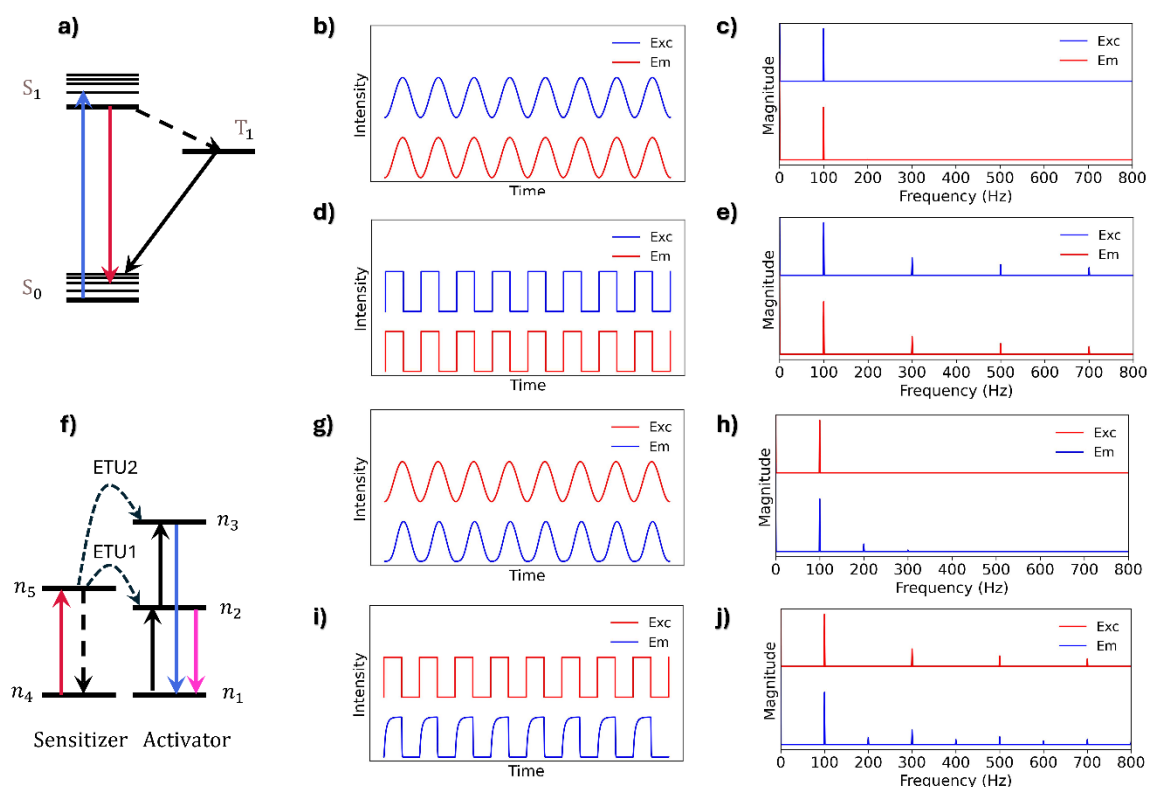 a)
S1
T1
S0
b)
Exc
Em
Intensity
Time
c)
Exc
Em
Magnitude
0 100 200 300 400 500 600 700 800
Frequency (Hz)
d)
Exc
Em
Intensity
Time
e)
Exc
Em
Magnitude
0 100 200 300 400 500 600 700 800
Frequency (Hz)
f)
ETU2
n3
ETU1
n5
n2
n4
n1
Sensitizer Activator
g)
Exc
Em
Intensity
Time
h)
Exc
Em
Magnitude
0 100 200 300 400 500 600 700 800
Frequency (Hz)
i)
Exc
Em
Intensity
Time
j)
Exc
Em
Magnitude
0 100 200 300 400 500 600 700 800
Frequency (Hz)